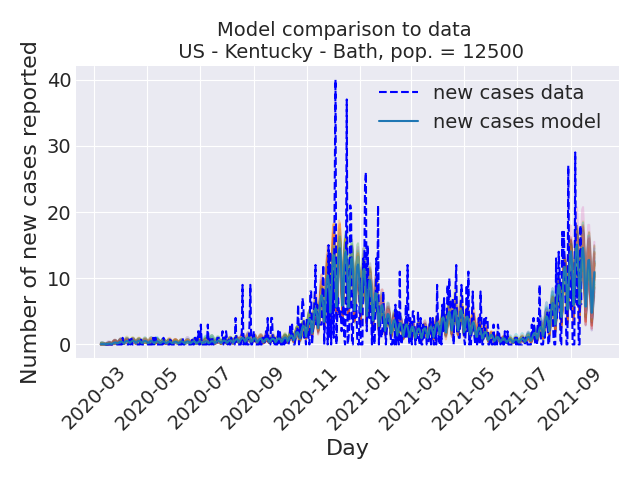 Model comparison to data
US - Kentucky - Bath, pop. = 12500
Number of new cases reported
40
30
20
10
0
new cases data
new cases model
2020-03
2020-05
2020-07
2020-09
2020-11
2021-01
2021-03
2021-05
2021-07
2021-09
Day